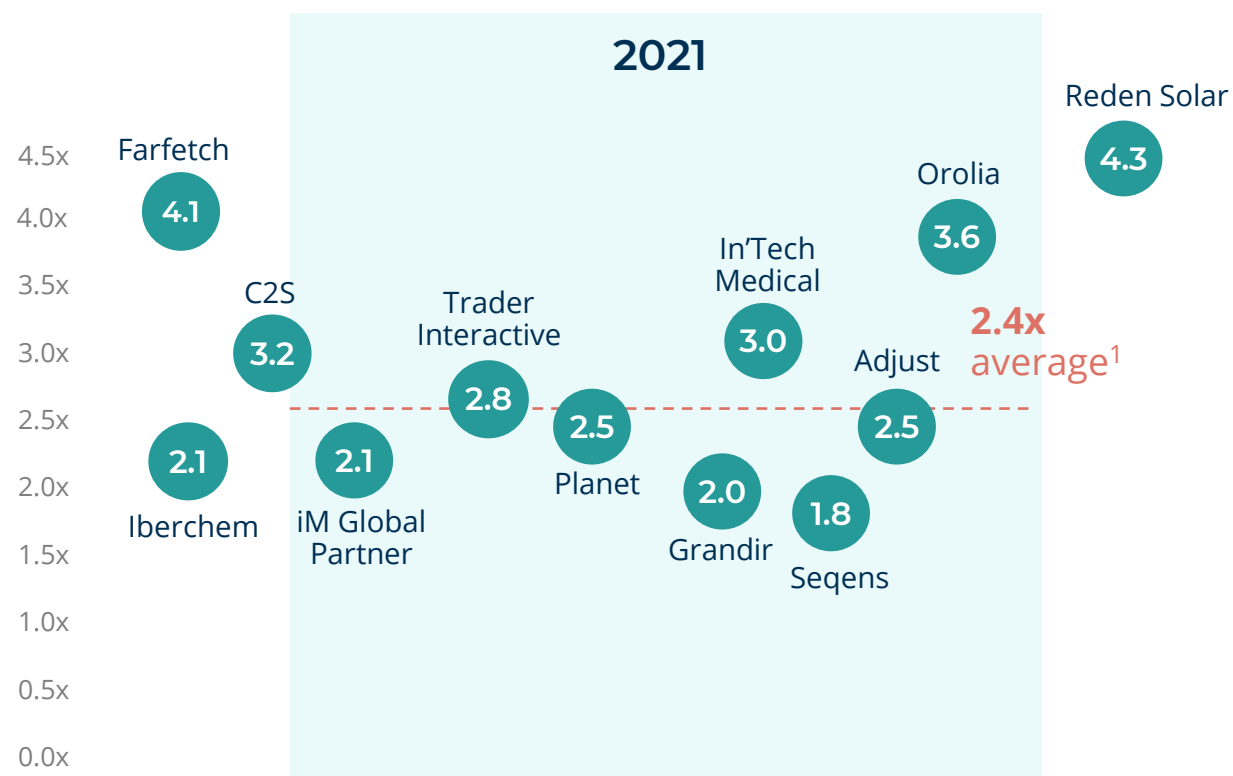 2021
Reden Solar
4.3
Farfetch
4.1
Orolia
3.6
In’Tech
Medical
3.0
C2S
3.2
Trader
Interactive
2.8
2.4x
average¹
Adjust
2.5
Planet
2.5
2.1
Iberchem
2.1
iM Global
Partner
2.0
Grandir
1.8
Seqens
4.5x
4.0x
3.5x
3.0x
2.5x
2.0x
1.5x
1.0x
0.5x
0.0x